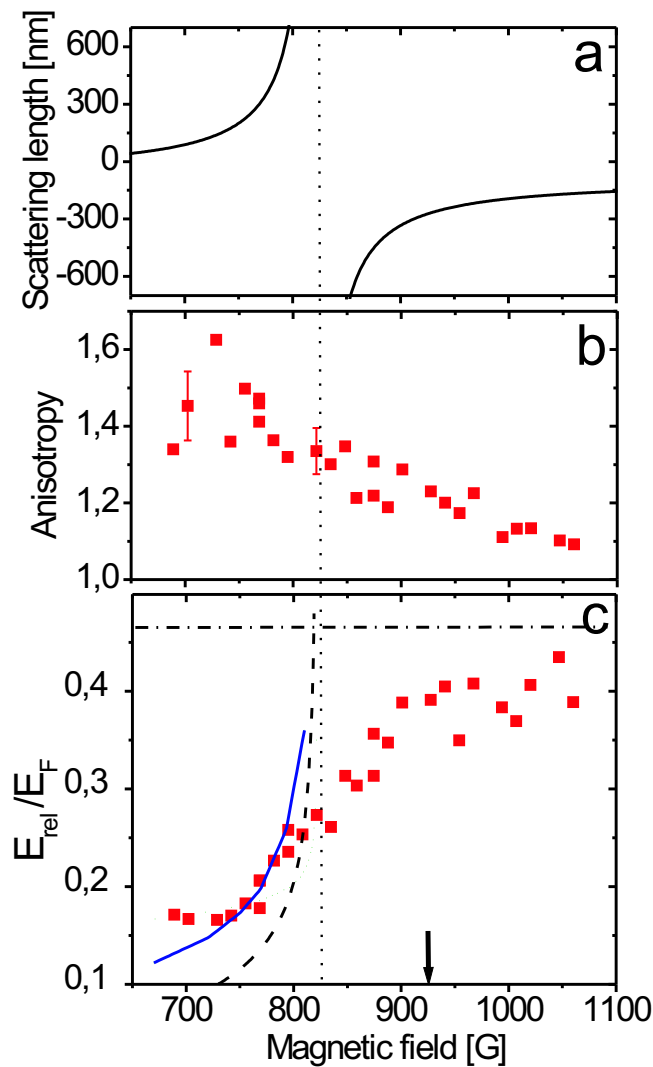 600
300
0
-300
-600
Scattering length [nm]
a
1,6
1,4
1,2
1,0
Anisotropy
b
0,4
0,3
0,2
0,1
E_rel/E_F
c
700 800 900 1000 1100
Magnetic field [G]